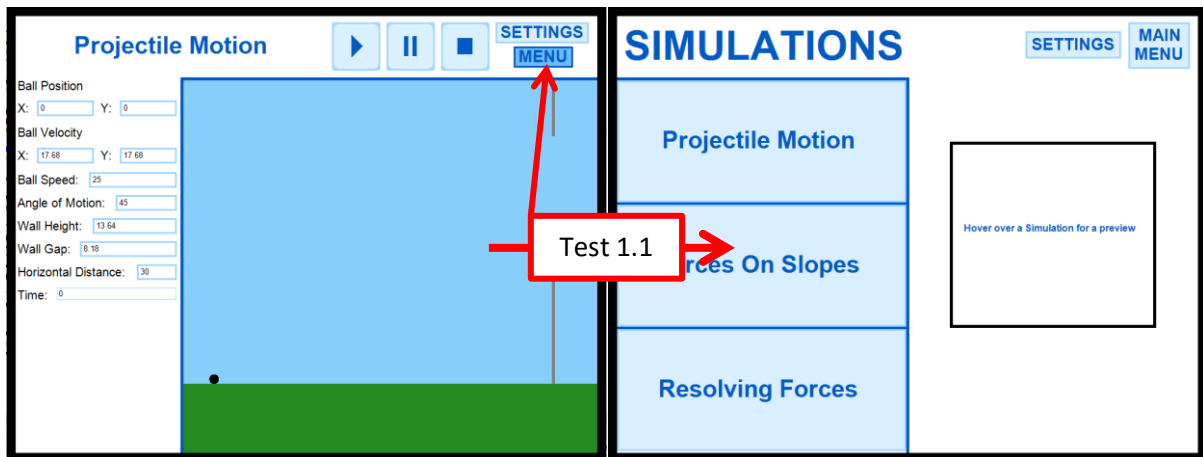 Projectile Motion
SETTINGS
MENU
Ball Position
X: 0 Y: 0
Ball Velocity
X: 17.68 Y: 17.68
Ball Speed: 25
Angle of Motion: 45
Wall Height: 13.64
Wall Gap: 8.18
Horizontal Distance: 30
Time: 0
Test 1.1
SIMULATIONS
SETTINGS
MAIN
MENU
Projectile Motion
rces On Slopes
Resolving Forces
Hover over a Simulation for a preview